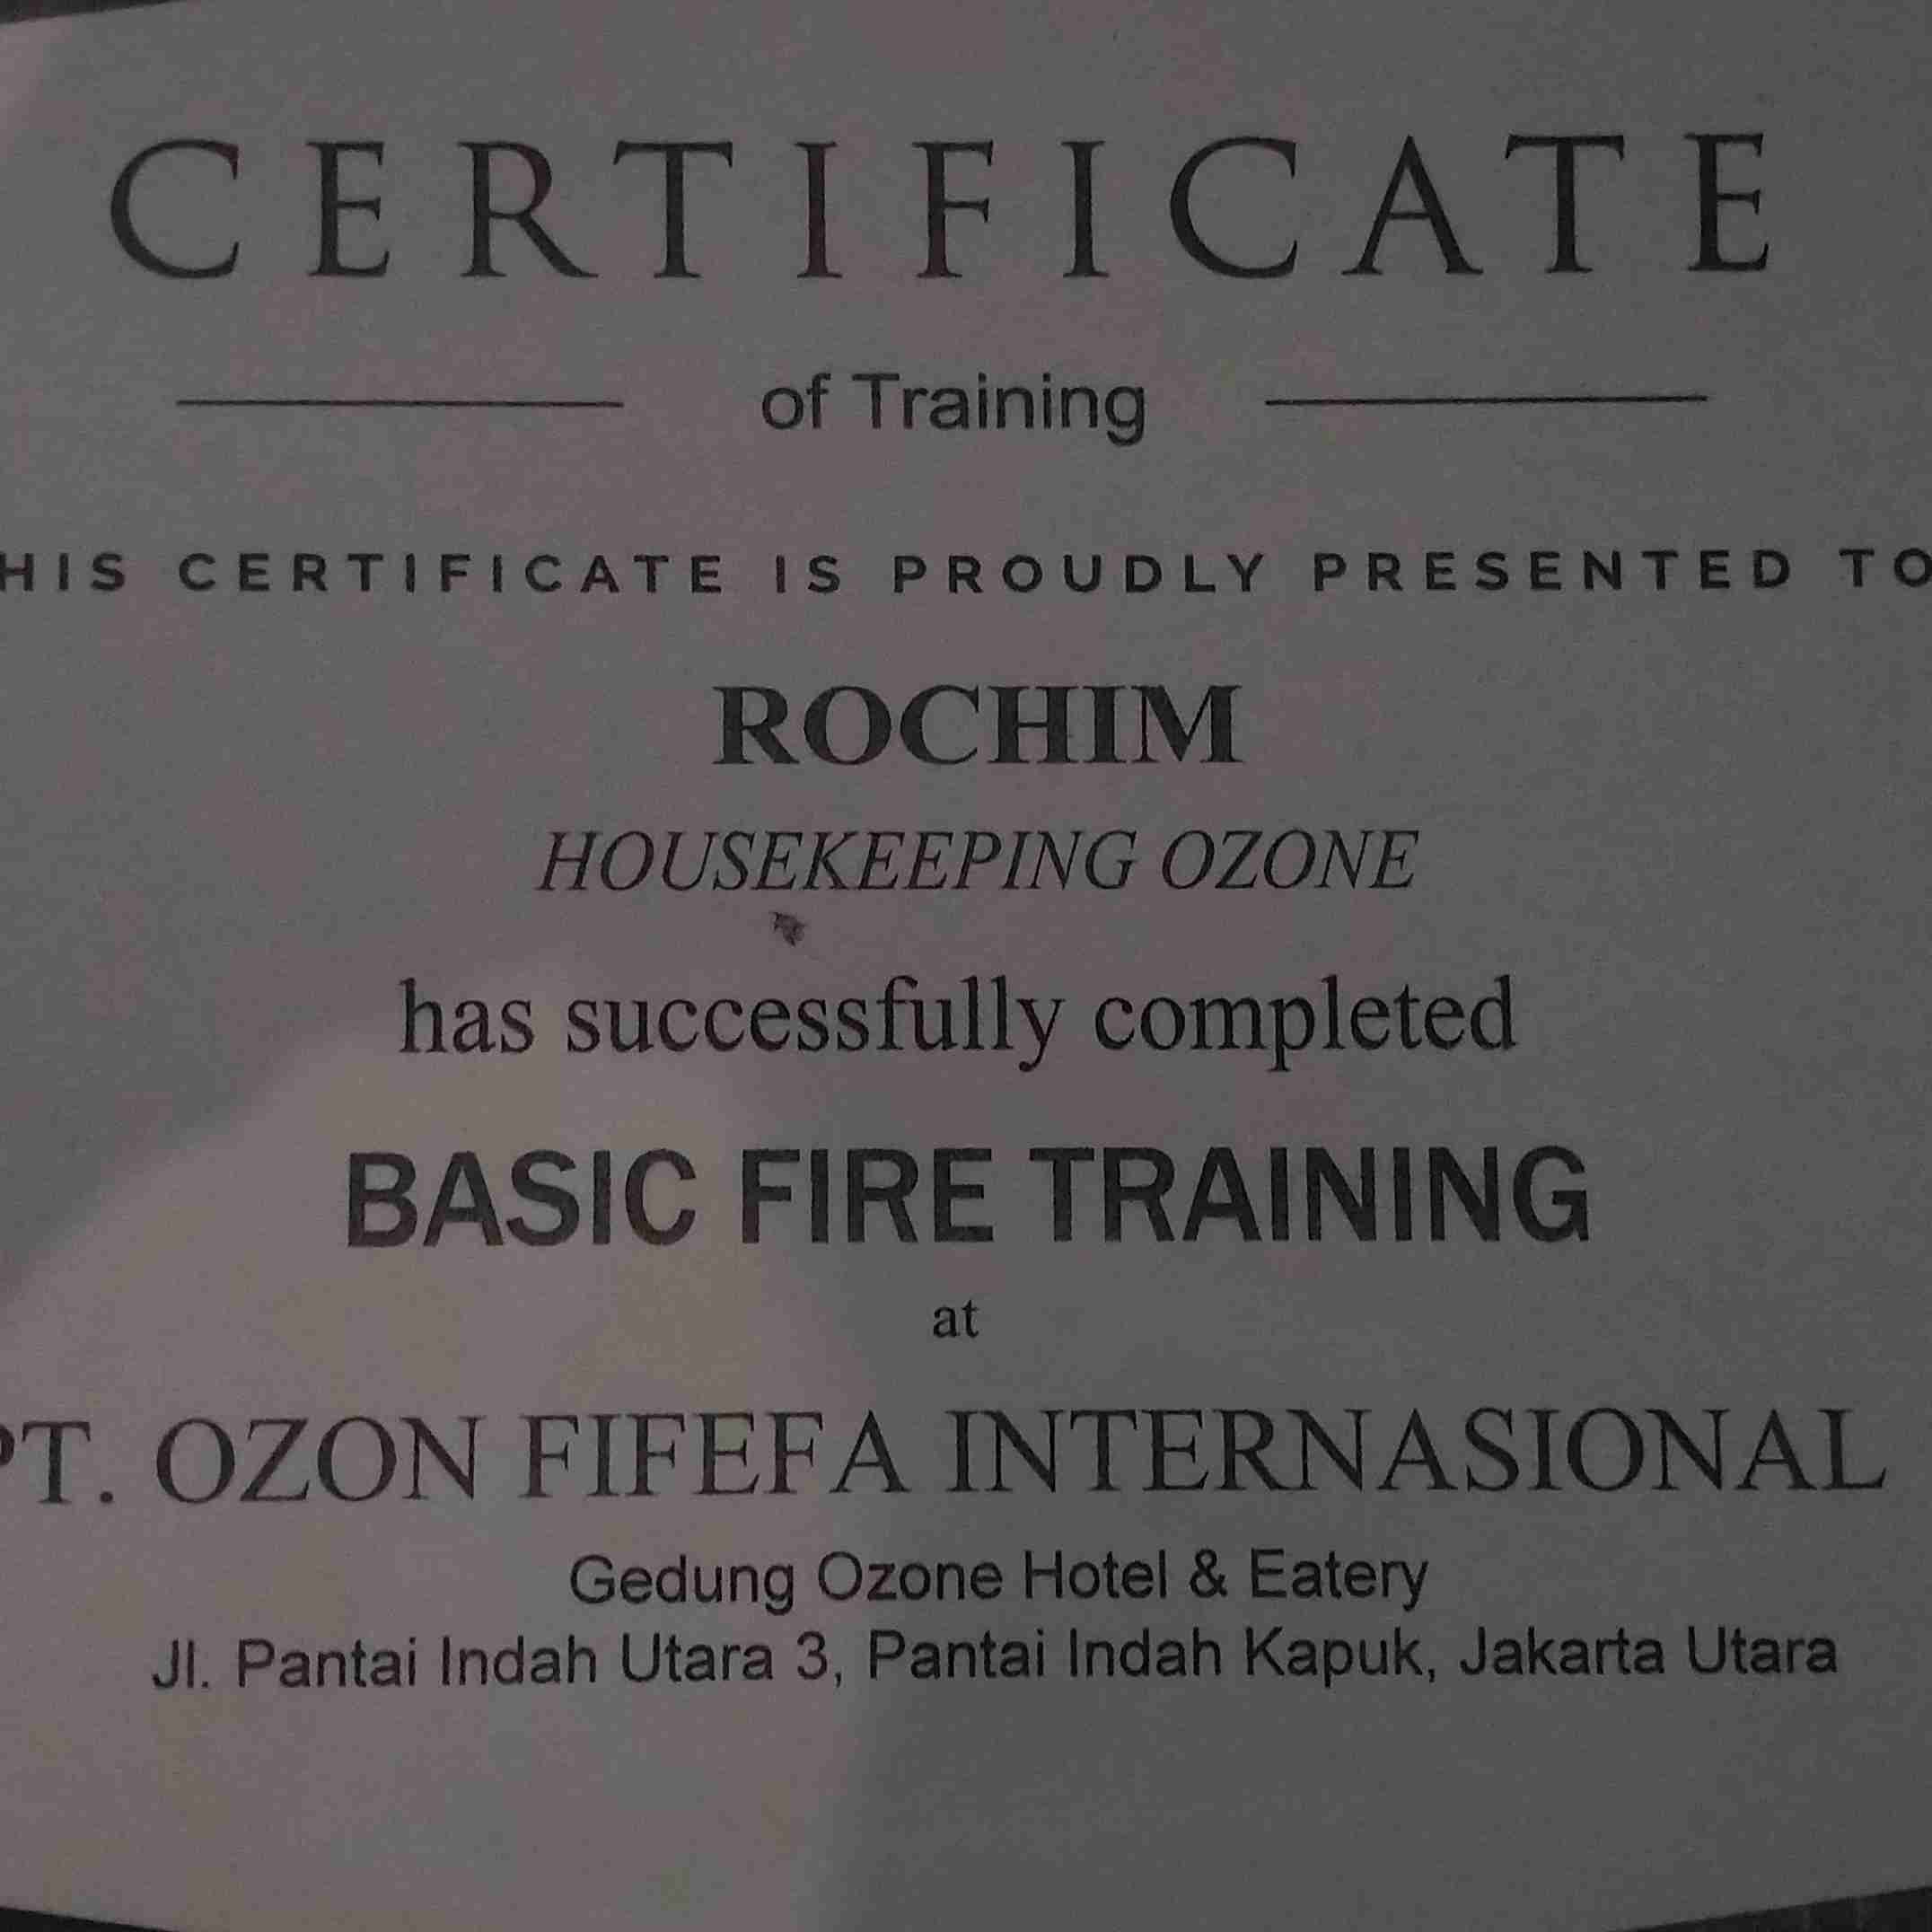 CERTIFICATE
of Training
HIS CERTIFICATE IS PROUDLY PRESENTED TO
ROCHIM
HOUSEKEEPING OZONE
has successfully completed
BASIC FIRE TRAINING
at
PT. OZON FIFEFA INTERNASIONAL
Gedung Ozone Hotel & Eatery
Jl. Pantai Indah Utara 3, Pantai Indah Kapuk, Jakarta Utara